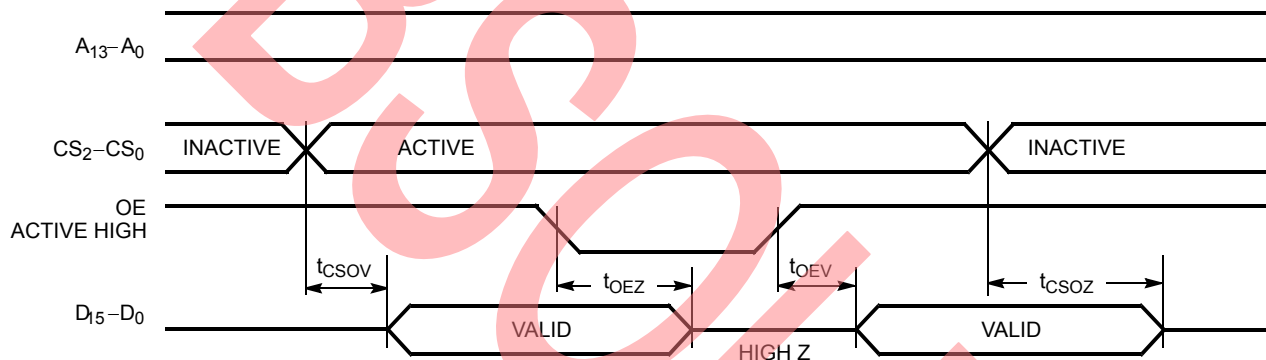 A13–A0
CS2–CS0
INACTIVE
ACTIVE
INACTIVE
OE
ACTIVE HIGH
tCSOV
tOEZ
tOEV
tCSOZ
D15–D0
VALID
HIGH Z
VALID